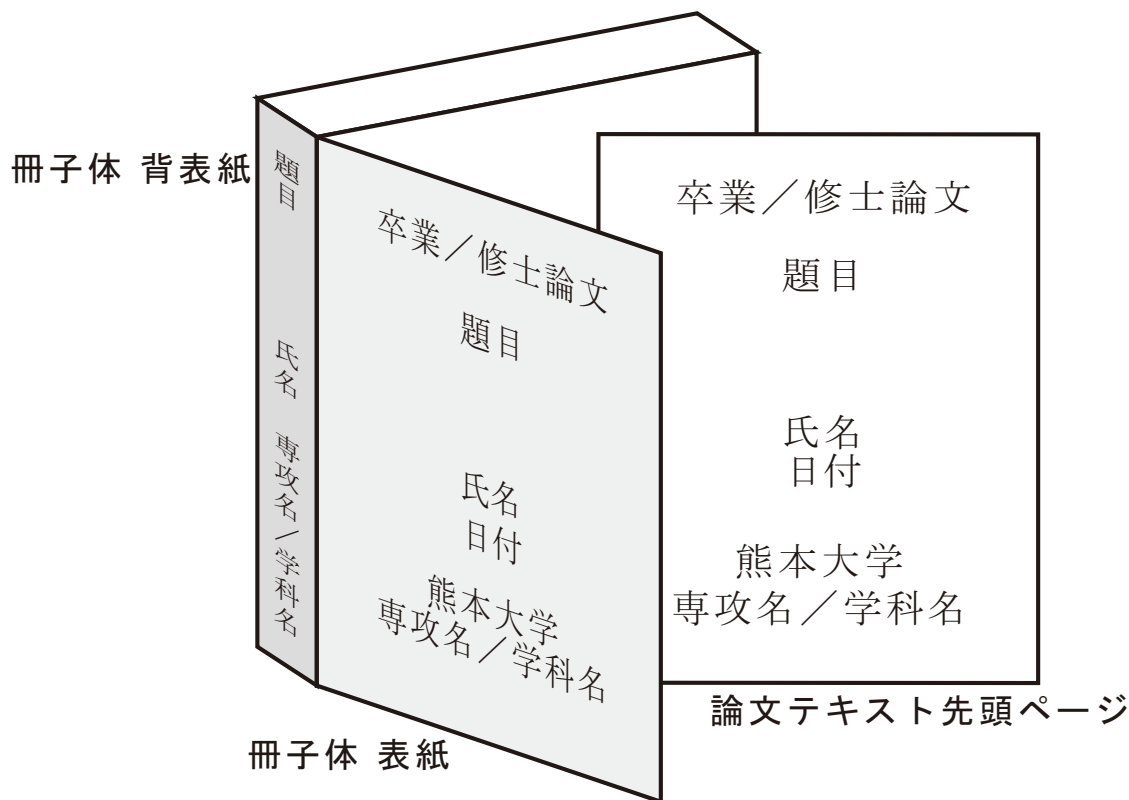 冊子体 背表紙
題目
氏名 専攻名／学科名
卒業／修士論文
題目
氏名
日付
熊本大学
専攻名／学科名
冊子体 表紙
卒業／修士論文
題目
氏名
日付
熊本大学
専攻名／学科名
論文テキスト先頭ページ